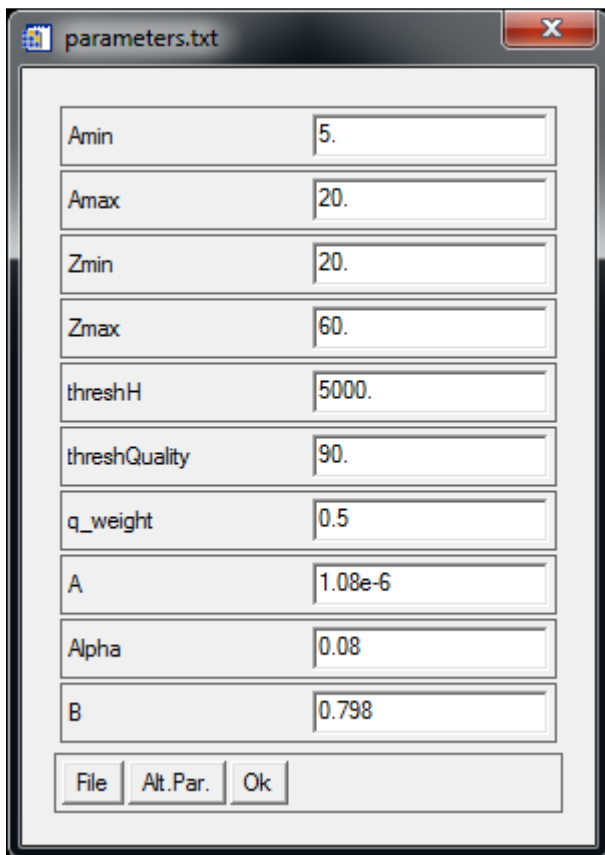 parameters.txt
Amin 5.
Amax 20.
Zmin 20.
Zmax 60.
threshH 5000.
threshQuality 90.
q_weight 0.5
A 1.08e-6
Alpha 0.08
B 0.798
File Alt.Par. Ok